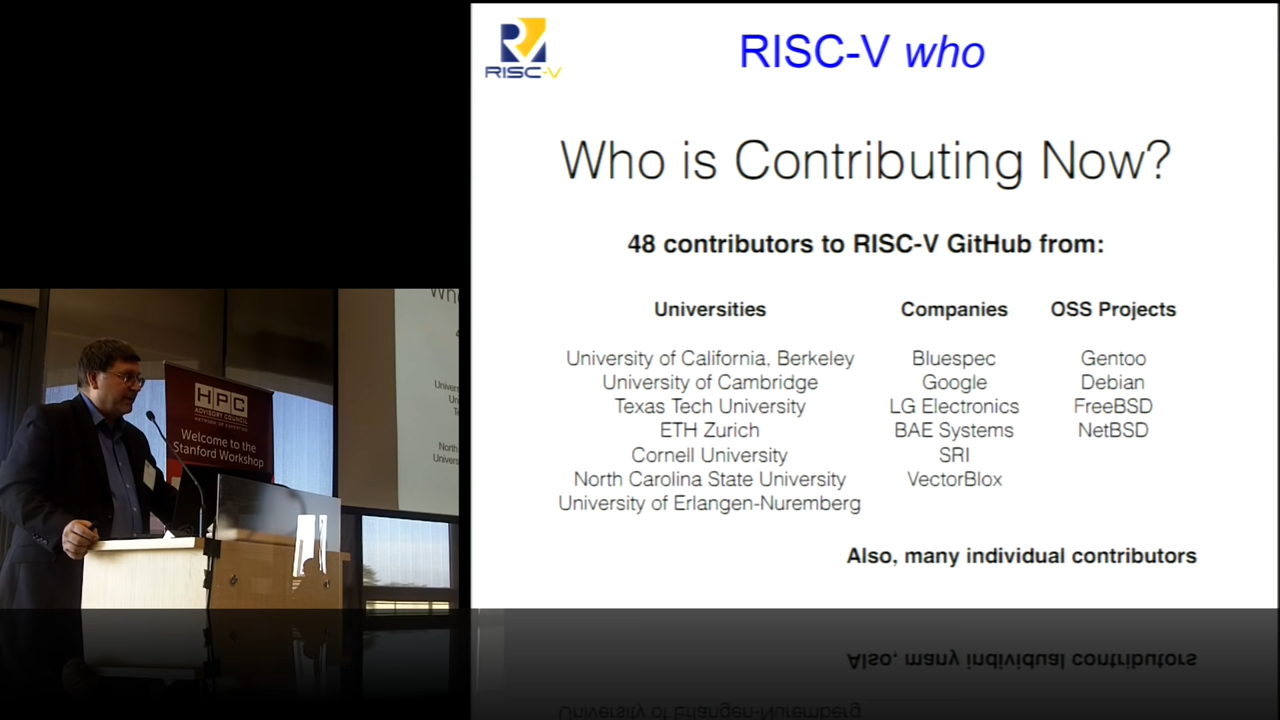 RISC-V
RISC-V who
Who is Contributing Now?
48 contributors to RISC-V GitHub from:
Universities
University of California, Berkeley
University of Cambridge
Texas Tech University
ETH Zurich
Cornell University
North Carolina State University
University of Erlangen-Nuremberg
Companies
Bluespec
Google
LG Electronics
BAE Systems
SRI
VectorBlox
OSS Projects
Gentoo
Debian
FreeBSD
NetBSD
Also, many individual contributors
HPC
ADVISORY COUNCIL
NETWORK OF EXPERTISE
Welcome to the
Stanford Workshop